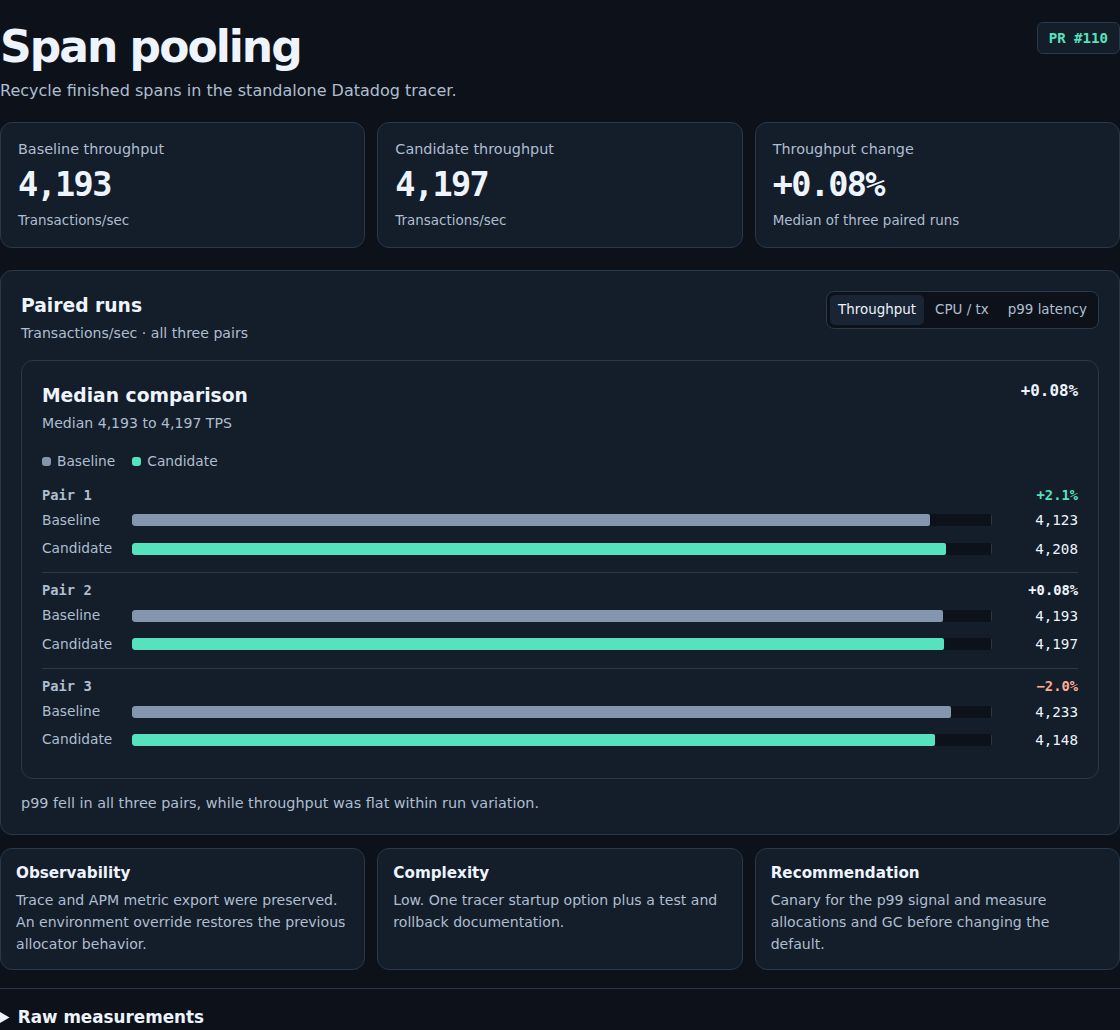 Span pooling
PR #110
Recycle finished spans in the standalone Datadog tracer.
Baseline throughput
4,193
Transactions/sec
Candidate throughput
4,197
Transactions/sec
Throughput change
+0.08%
Median of three paired runs
Paired runs
Transactions/sec · all three pairs
Throughput CPU / tx p99 latency
Median comparison
+0.08%
Median 4,193 to 4,197 TPS
Baseline Candidate
Pair 1 +2.1%
Baseline 4,123
Candidate 4,208
Pair 2 +0.08%
Baseline 4,193
Candidate 4,197
Pair 3 −2.0%
Baseline 4,233
Candidate 4,148
p99 fell in all three pairs, while throughput was flat within run variation.
Observability
Trace and APM metric export were preserved.
An environment override restores the previous
allocator behavior.
Complexity
Low. One tracer startup option plus a test and
rollback documentation.
Recommendation
Canary for the p99 signal and measure
allocations and GC before changing the
default.
Raw measurements